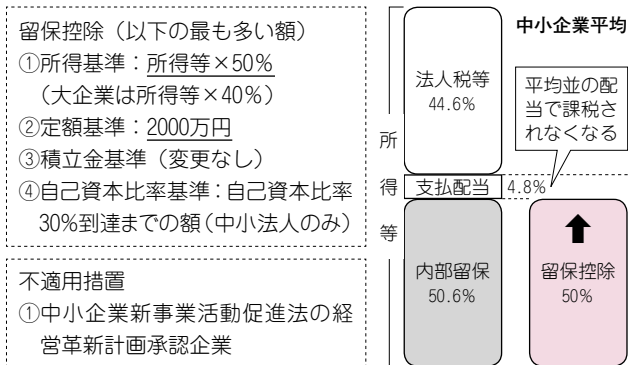 留保控除（以下の最も多い額）
①所得基準：所得等×50%
（大企業は所得等×40%）
②定額基準：2000万円
③積立金基準（変更なし）
④自己資本比率基準：自己資本比率
30%到達までの額（中小法人のみ）
不適用措置
①中小企業新事業活動促進法の経
営革新計画承認企業
所得等
中小企業平均
法人税等
44.6%
平均並の配
当で課税さ
れなくなる
支払配当
4.8%
内部留保
50.6%
留保控除
50%